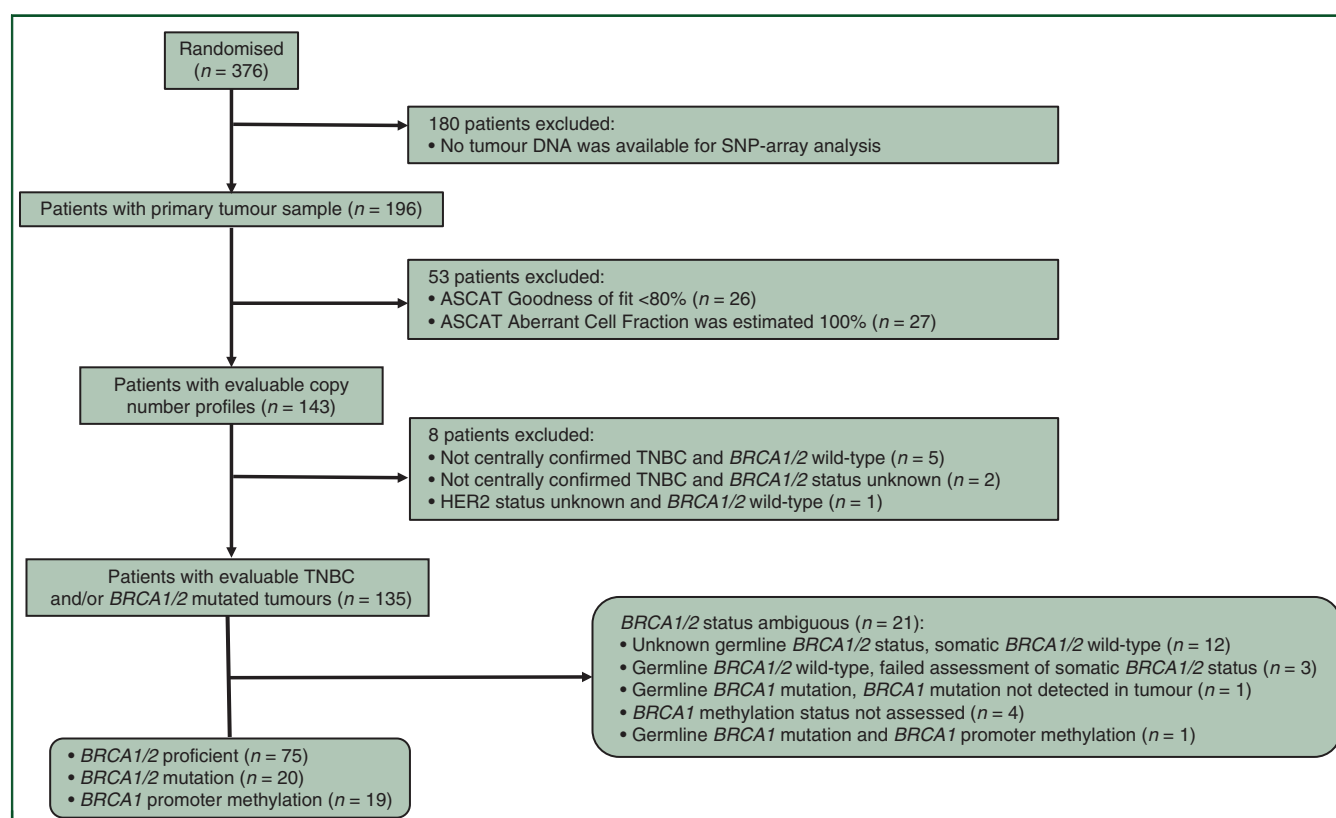 Randomised
(n = 376)
180 patients excluded:
• No tumour DNA was available for SNP-array analysis
Patients with primary tumour sample (n = 196)
53 patients excluded:
• ASCAT Goodness of fit <80% (n = 26)
• ASCAT Aberrant Cell Fraction was estimated 100% (n = 27)
Patients with evaluable copy
number profiles (n = 143)
8 patients excluded:
• Not centrally confirmed TNBC and BRCA1/2 wild-type (n = 5)
• Not centrally confirmed TNBC and BRCA1/2 status unknown (n = 2)
• HER2 status unknown and BRCA1/2 wild-type (n = 1)
Patients with evaluable TNBC
and/or BRCA1/2 mutated tumours (n = 135)
BRCA1/2 status ambiguous (n = 21):
• Unknown germline BRCA1/2 status, somatic BRCA1/2 wild-type (n = 12)
• Germline BRCA1/2 wild-type, failed assessment of somatic BRCA1/2 status (n = 3)
• Germline BRCA1 mutation, BRCA1 mutation not detected in tumour (n = 1)
• BRCA1 methylation status not assessed (n = 4)
• Germline BRCA1 mutation and BRCA1 promoter methylation (n = 1)
• BRCA1/2 proficient (n = 75)
• BRCA1/2 mutation (n = 20)
• BRCA1 promoter methylation (n = 19)